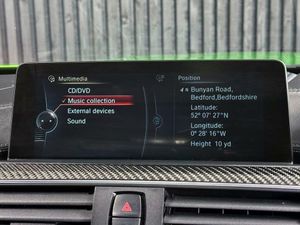 Multimedia
CD/DVD
✓ Music collection
External devices
Sound
Position
N Bunyan Road,
Bedford,Bedfordshire
Latitude:
52° 07' 27"N
Longitude:
0° 28' 16"W
Height 10 yd